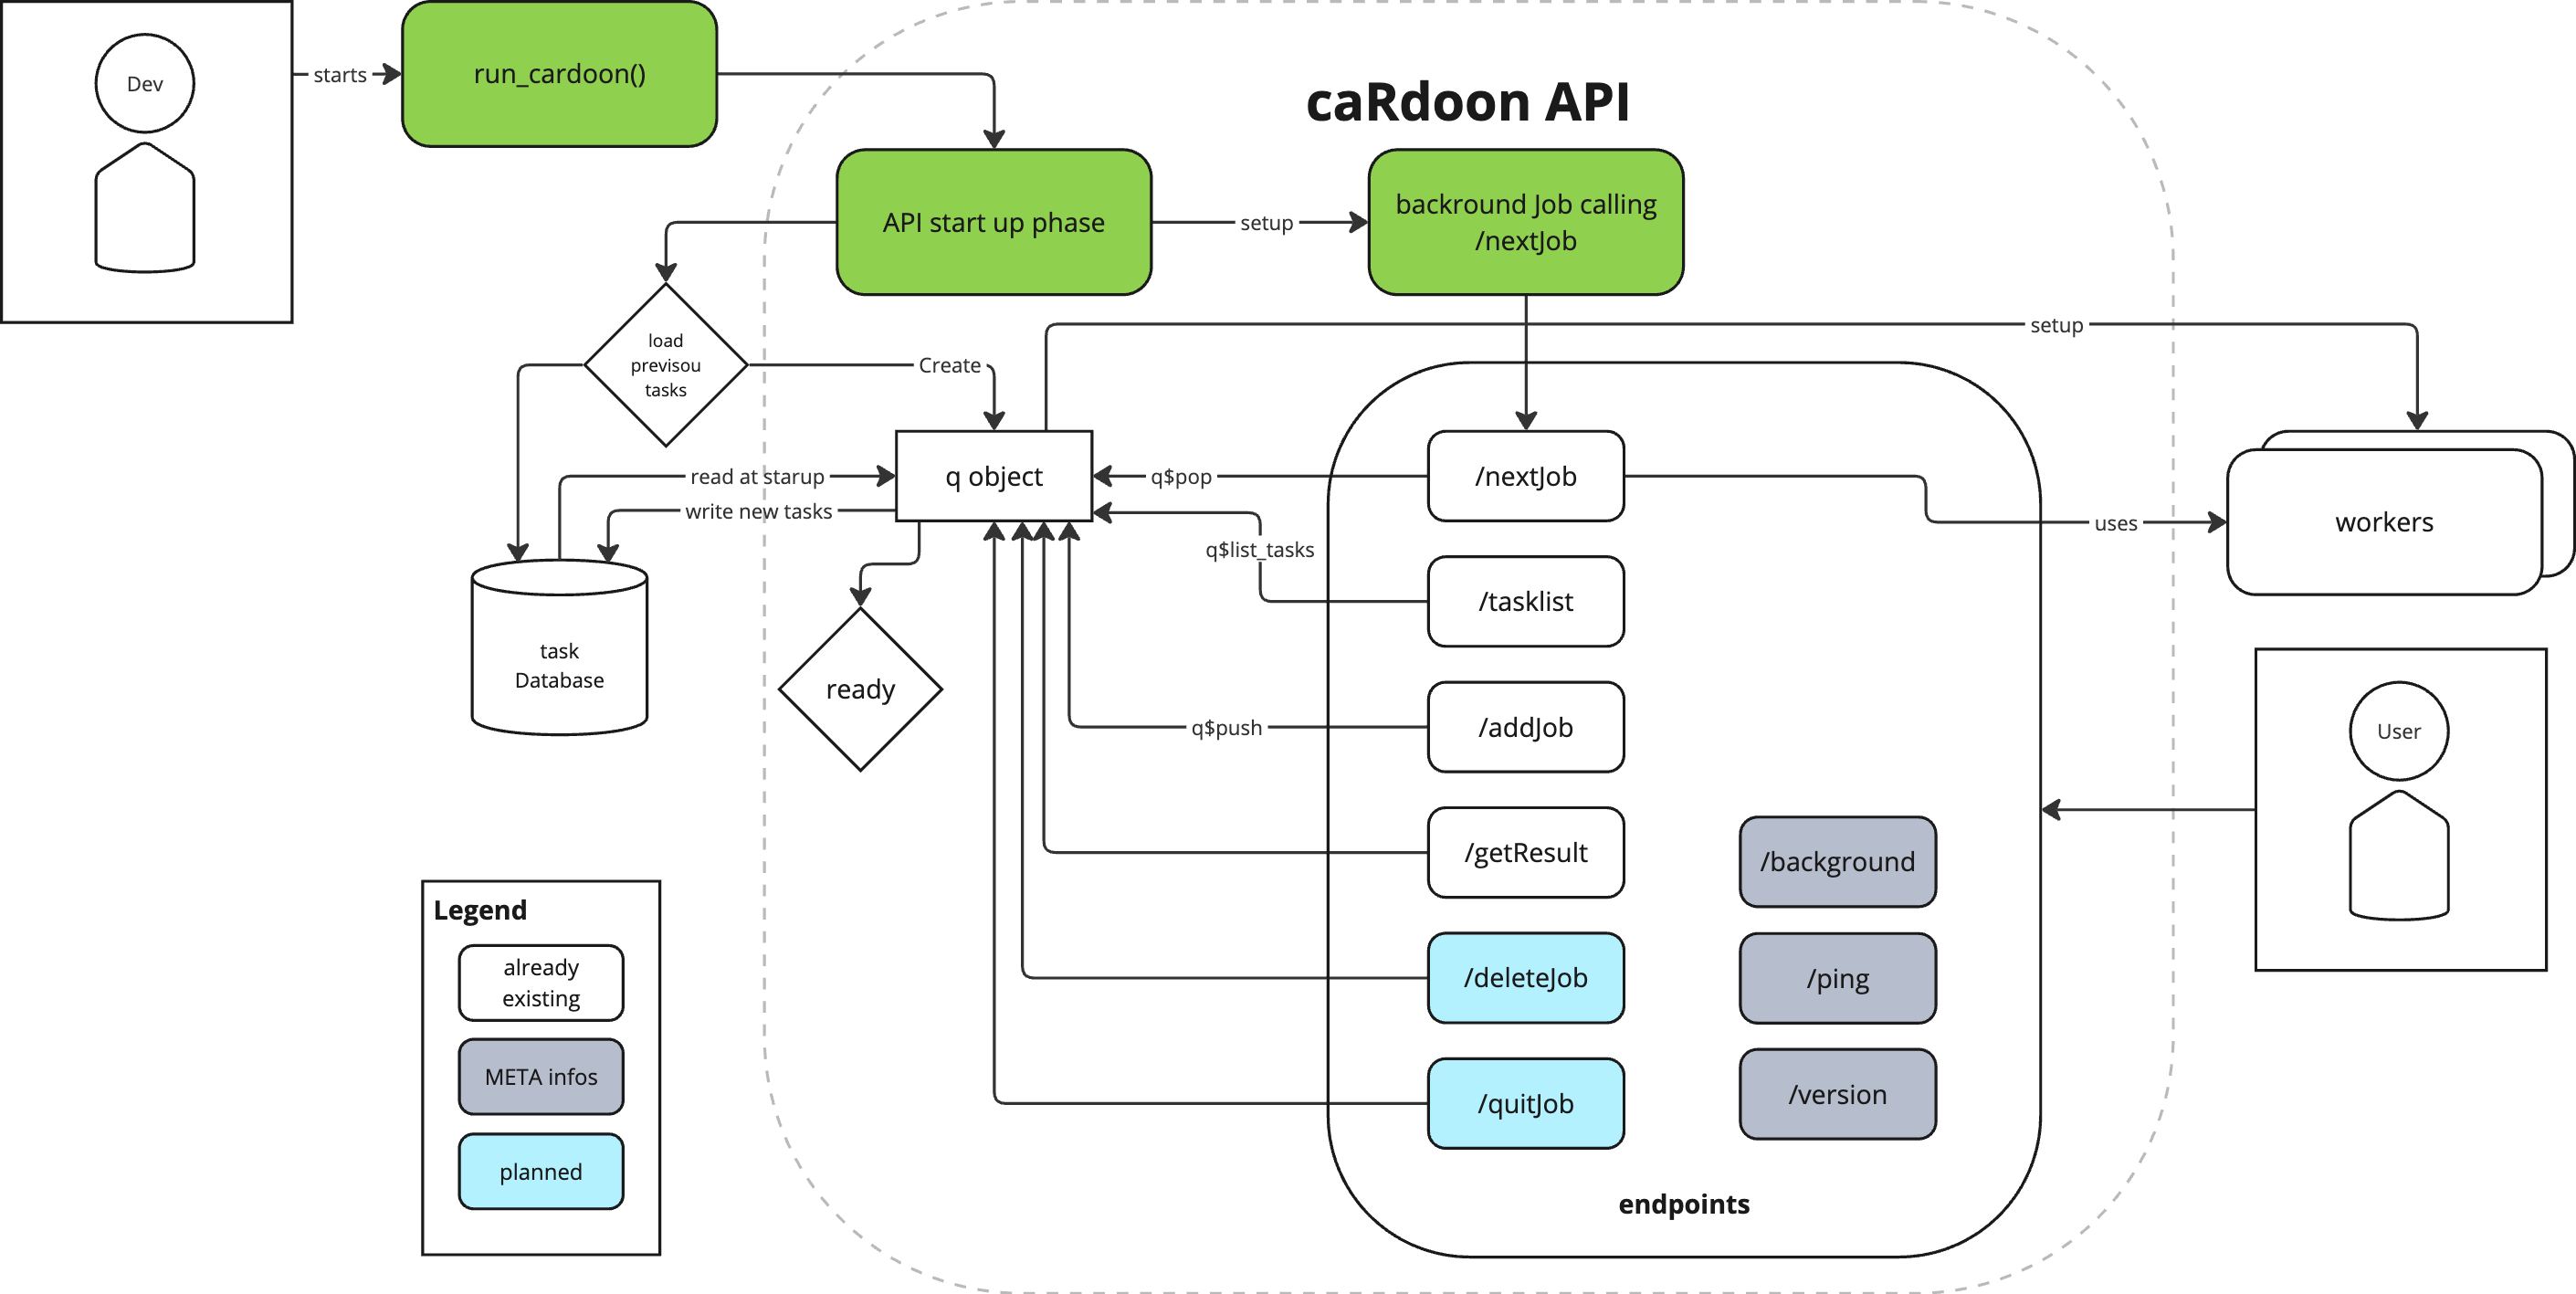 Dev
starts
run_cardoon()
caRdoon API
API start up phase
setup
backround Job calling
/nextJob
load
previsou
tasks
Create
setup
read at starup
write new tasks
q object
q$pop
/nextJob
uses
workers
q$list_tasks
/tasklist
task
Database
ready
q$push
/addJob
User
/getResult
/background
Legend
already
existing
/deleteJob
/ping
META infos
/quitJob
/version
planned
endpoints